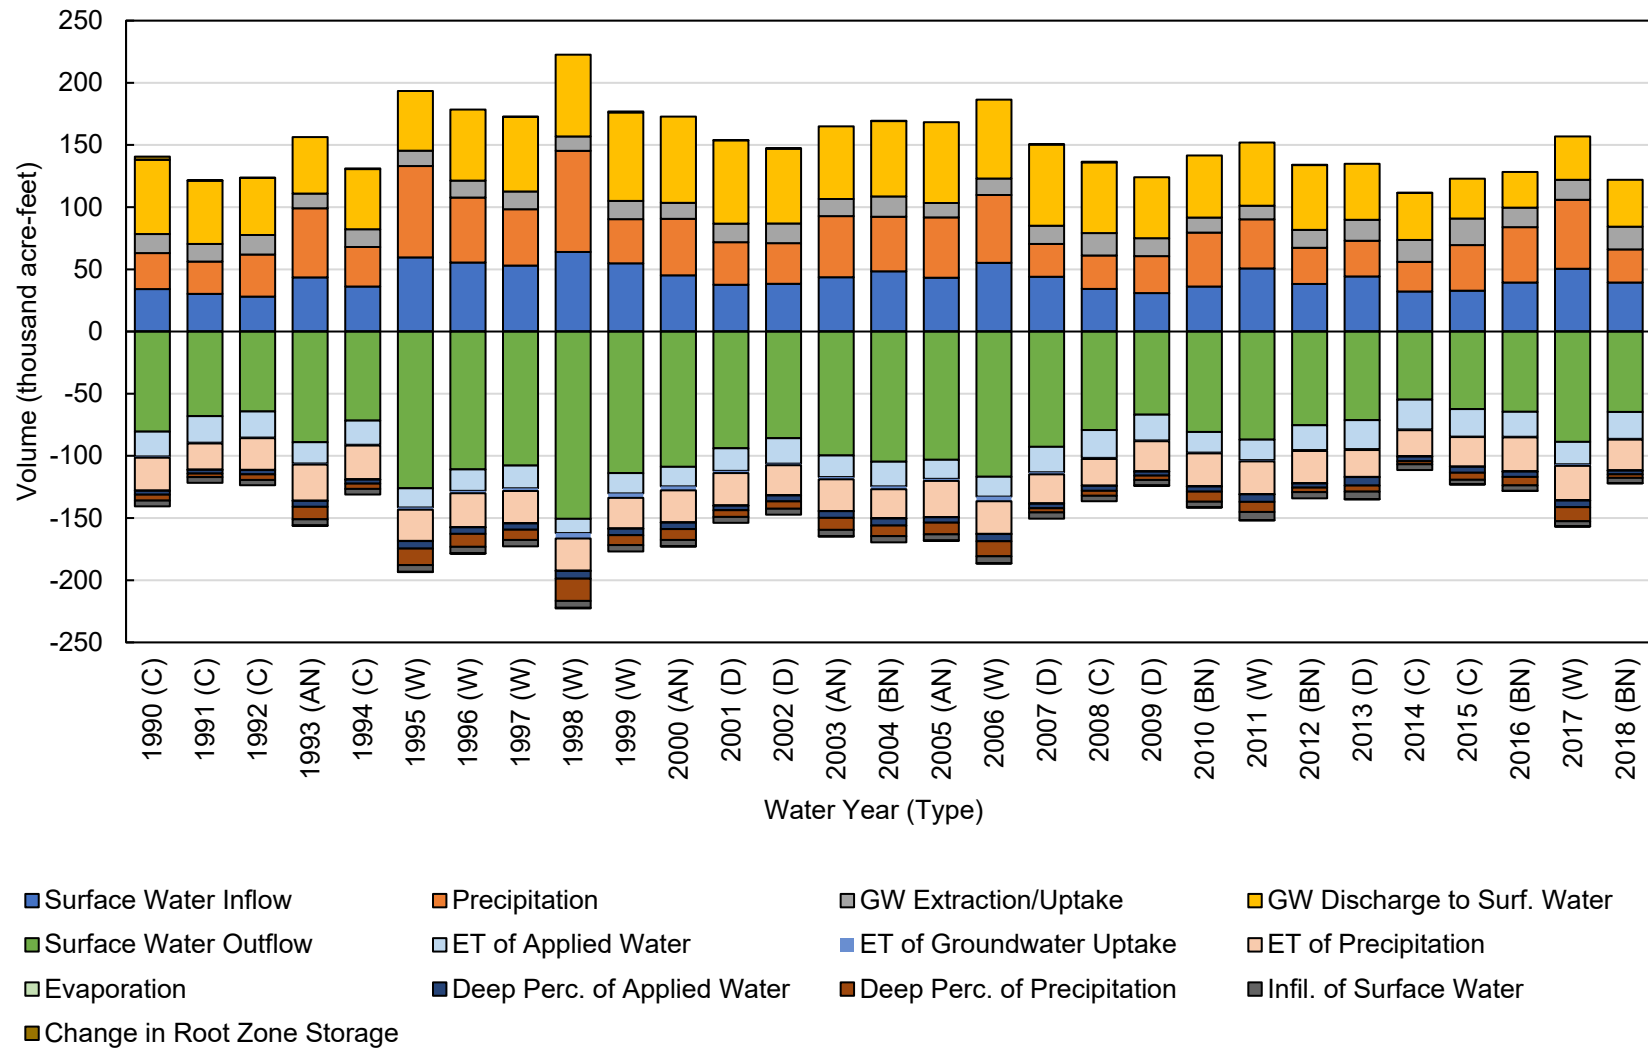 250
200
150
100
50
0
-50
-100
-150
-200
-250
Volume (thousand acre-feet)
1990 (C)
1991 (C)
1992 (C)
1993 (AN)
1994 (C)
1995 (W)
1996 (W)
1997 (W)
1998 (W)
1999 (W)
2000 (AN)
2001 (D)
2002 (D)
2003 (AN)
2004 (BN)
2005 (AN)
2006 (W)
2007 (D)
2008 (C)
2009 (D)
2010 (BN)
2011 (W)
2012 (BN)
2013 (D)
2014 (C)
2015 (C)
2016 (BN)
2017 (W)
2018 (BN)
Water Year (Type)
Surface Water Inflow
Precipitation
GW Extraction/Uptake
GW Discharge to Surf. Water
Surface Water Outflow
ET of Applied Water
ET of Groundwater Uptake
ET of Precipitation
Evaporation
Deep Perc. of Applied Water
Deep Perc. of Precipitation
Infil. of Surface Water
Change in Root Zone Storage